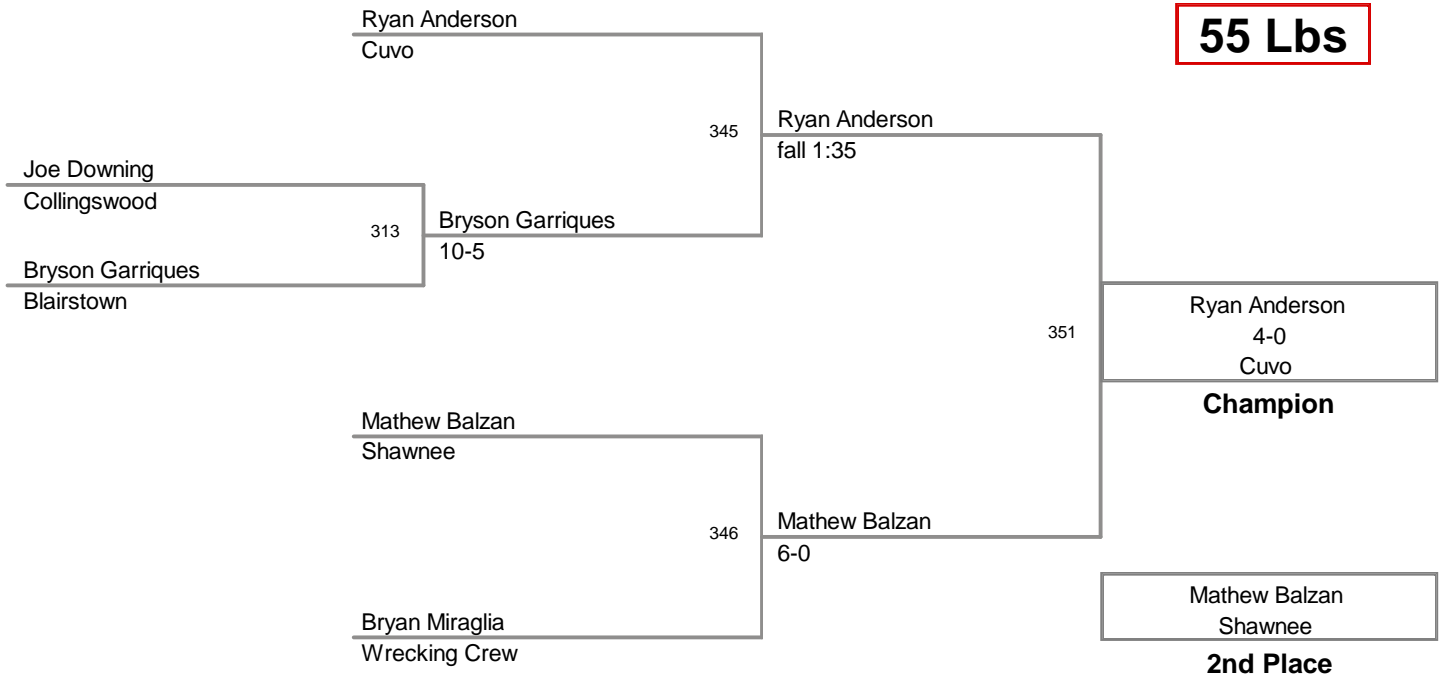 Ryan Anderson
Cuvo
55 Lbs
345
Ryan Anderson
fall 1:35
Joe Downing
Collingswood
313
Bryson Garriques
10-5
Bryson Garriques
Blairstown
351
Ryan Anderson
4-0
Cuvo
Champion
Mathew Balzan
Shawnee
346
Mathew Balzan
6-0
Bryan Miraglia
Wrecking Crew
Mathew Balzan
Shawnee
2nd Place